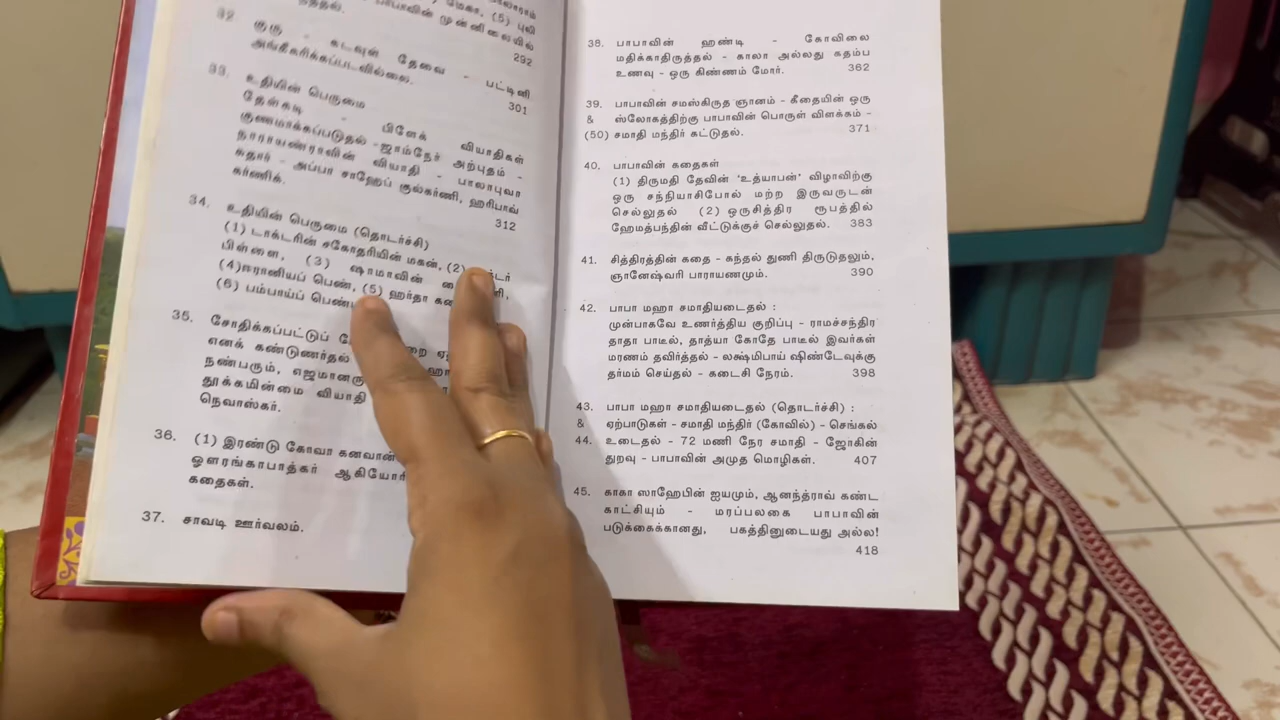 மேகா, (5) புலி
பாபாவின் முன்னிலையில்
292
32.
குரு - கடவுள் தேவை - பட்டினி
அங்கீகரிக்கப்படவில்லை. 301
33. உதியின் பெருமை
தேள்கடி - பிளேக் வியாதிகள்
குணமாக்கப்படுதல் - ஜாம்நேர் அற்புதம் -
நாராயண்ராவின் வியாதி - பாலாபுவா
சுதார் - அப்பா சாஹேப் குல்கர்ணி, ஹரிபாவ்
கர்ணிக். 312
34. உதியின் பெருமை (தொடர்ச்சி)
(1) டாக்டரின் சகோதரியின் மகன், (2)
பிள்ளை, (3) ஷாமாவின்
(4) ஈரானியப் பெண், (5) ஹர்தா
(6) பம்பாய்ப்
35. சோதிக்கப்பட்டுப்
எனக் கண்டுணர்தல்
நண்பரும், எஜமானரு
தூக்கமின்மை வியாதி
நெவாஸ்கர்.
36. (1) இரண்டு கோவா கனவான்
ஔரங்காபாத்கர் ஆகியோரி
கதைகள்.
37. சாவடி ஊர்வலம்.
38. பாபாவின் ஹண்டி - கோவிலை
மதிக்காதிருத்தல் - காலா அல்லது கதம்ப
உணவு - ஒரு கிண்ணம் மோர். 362
39. பாபாவின் சமஸ்கிருத ஞானம் - கீதையின் ஒரு
& ஸ்லோகத்திற்கு பாபாவின் பொருள் விளக்கம் -
(50) சமாதி மந்திர் கட்டுதல். 371
40. பாபாவின் கதைகள்
(1) திருமதி தேவின் 'உத்யாபன்' விழாவிற்கு
ஒரு சந்நியாசிபோல் மற்ற இருவருடன்
செல்லுதல் (2) ஒருசித்திர ரூபத்தில்
ஹேமத்பந்தின் வீட்டுக்குச் செல்லுதல். 383
41. சித்திரத்தின் கதை - கந்தல் துணி திருடுதலும்,
ஞானேஷ்வரி பாராயணமும். 390
42. பாபா மஹா சமாதியடைதல் :
முன்பாகவே உணர்த்திய குறிப்பு - ராமச்சந்திர
தாதா பாடீல், தாத்யா கோதே பாடீல் இவர்கள்
மரணம் தவிர்த்தல் - லக்ஷ்மிபாய் ஷிண்டேவுக்கு
தர்மம் செய்தல் - கடைசி நேரம். 398
43. பாபா மஹா சமாதியடைதல் (தொடர்ச்சி) :
& ஏற்பாடுகள் - சமாதி மந்திர் (கோவில்) - செங்கல்
44. உடைதல் - 72 மணி நேர சமாதி - ஜோகின்
துறவு - பாபாவின் அமுத மொழிகள். 407
45. காகா ஸாஹேபின் ஐயமும், ஆனந்த்ராவ் கண்ட
காட்சியும் - மரப்பலகை பாபாவின்
படுக்கைக்கானது, பகத்தினுடையது அல்ல!
418